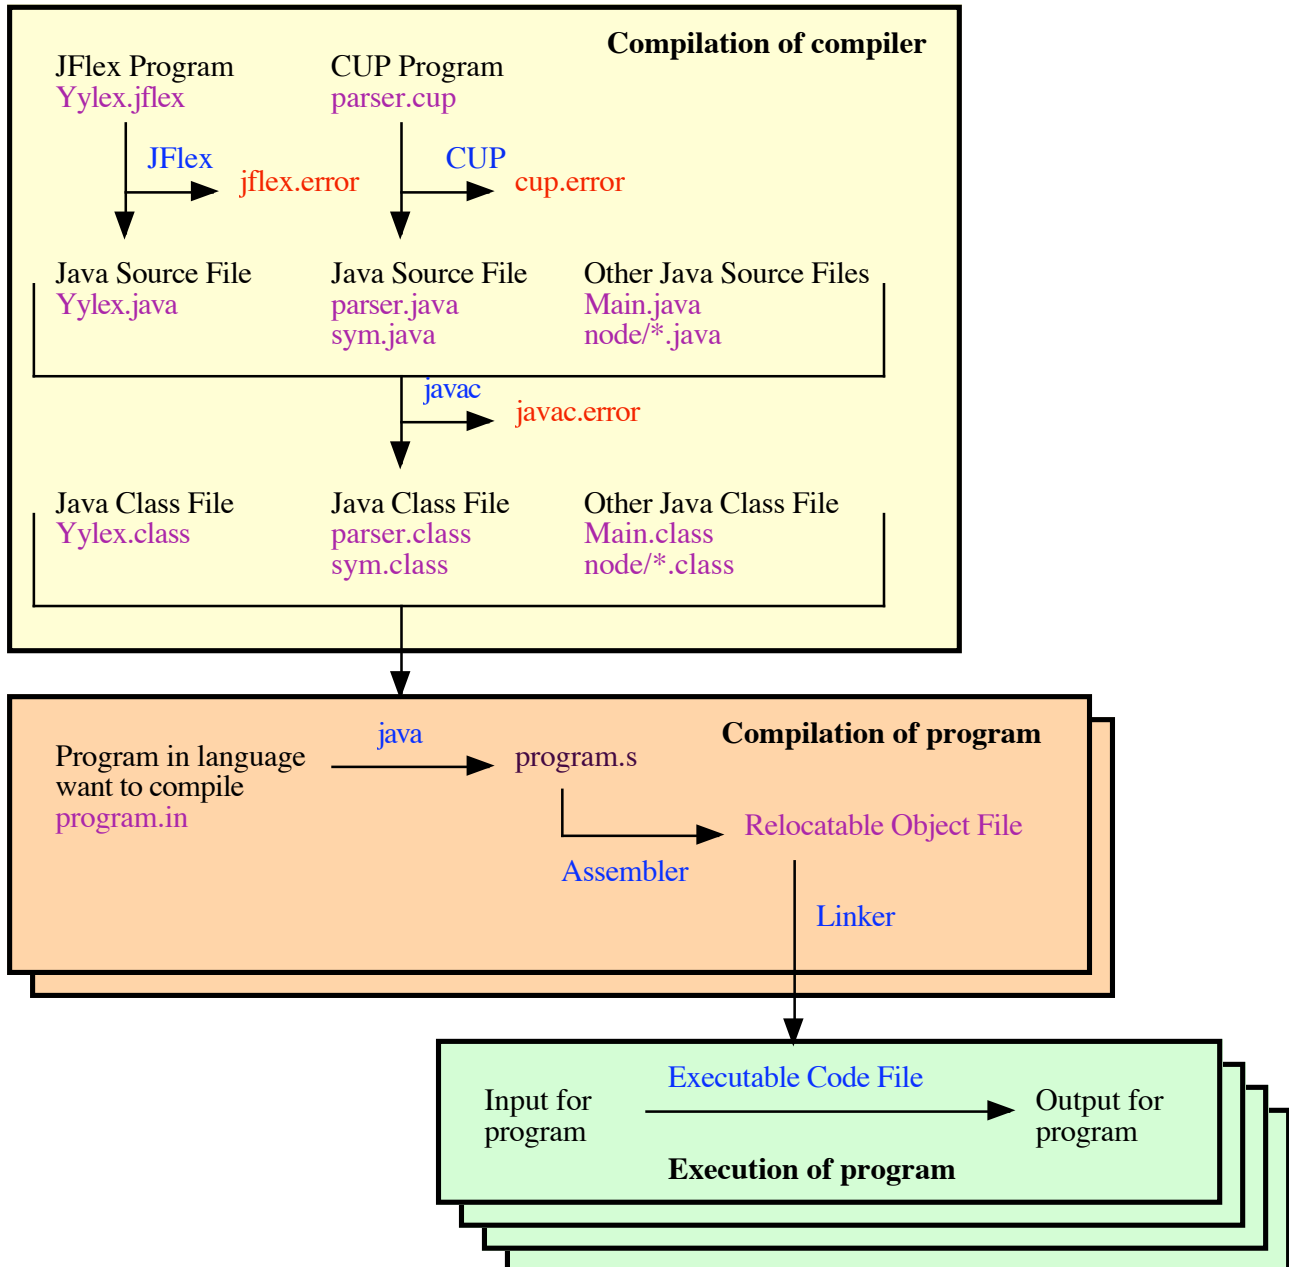 Compilation of compiler
JFlex Program
Yylex.jflex
CUP Program
parser.cup
JFlex
jflex.error
CUP
cup.error
Java Source File
Yylex.java
Java Source File
parser.java
sym.java
Other Java Source Files
Main.java
node/*.java
javac
javac.error
Java Class File
Yylex.class
Java Class File
parser.class
sym.class
Other Java Class File
Main.class
node/*.class
Compilation of program
Program in language
want to compile
program.in
java
program.s
Relocatable Object File
Assembler
Linker
Executable Code File
Input for
program
Output for
program
Execution of program